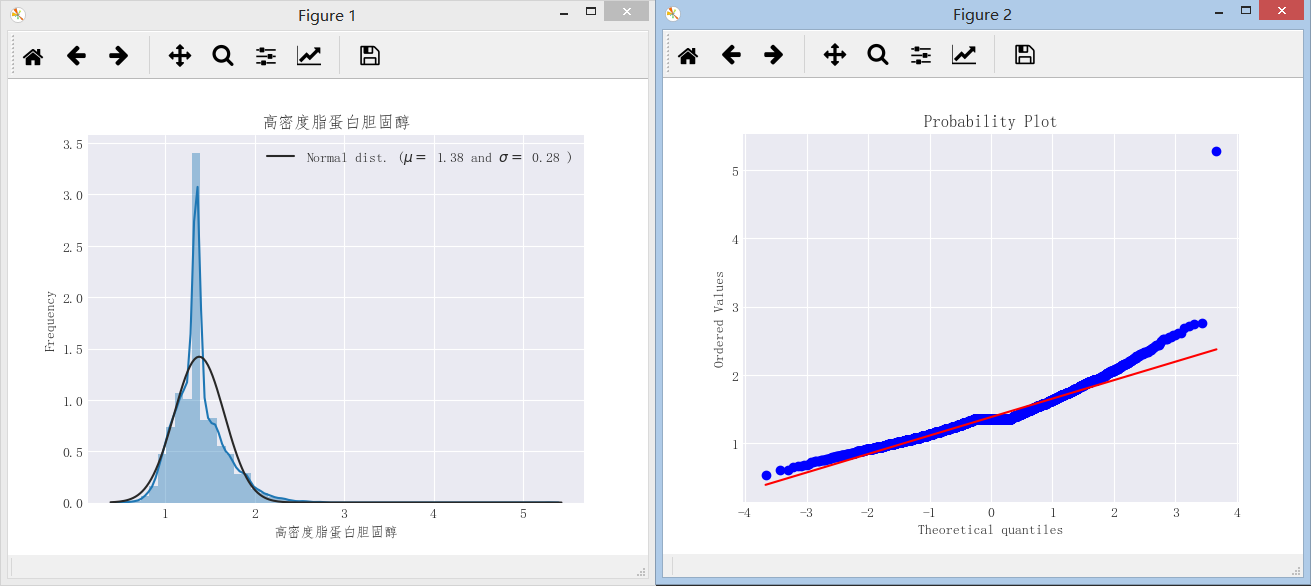 Figure 1
高密度脂蛋白胆固醇
Normal dist. (μ = 1.38 and σ = 0.28 )
Frequency
3.5
3.0
2.5
2.0
1.5
1.0
0.5
0.0
1 2 3 4 5
高密度脂蛋白胆固醇
Figure 2
Probability Plot
Ordered Values
5
4
3
2
1
−4 −3 −2 −1 0 1 2 3 4
Theoretical quantiles